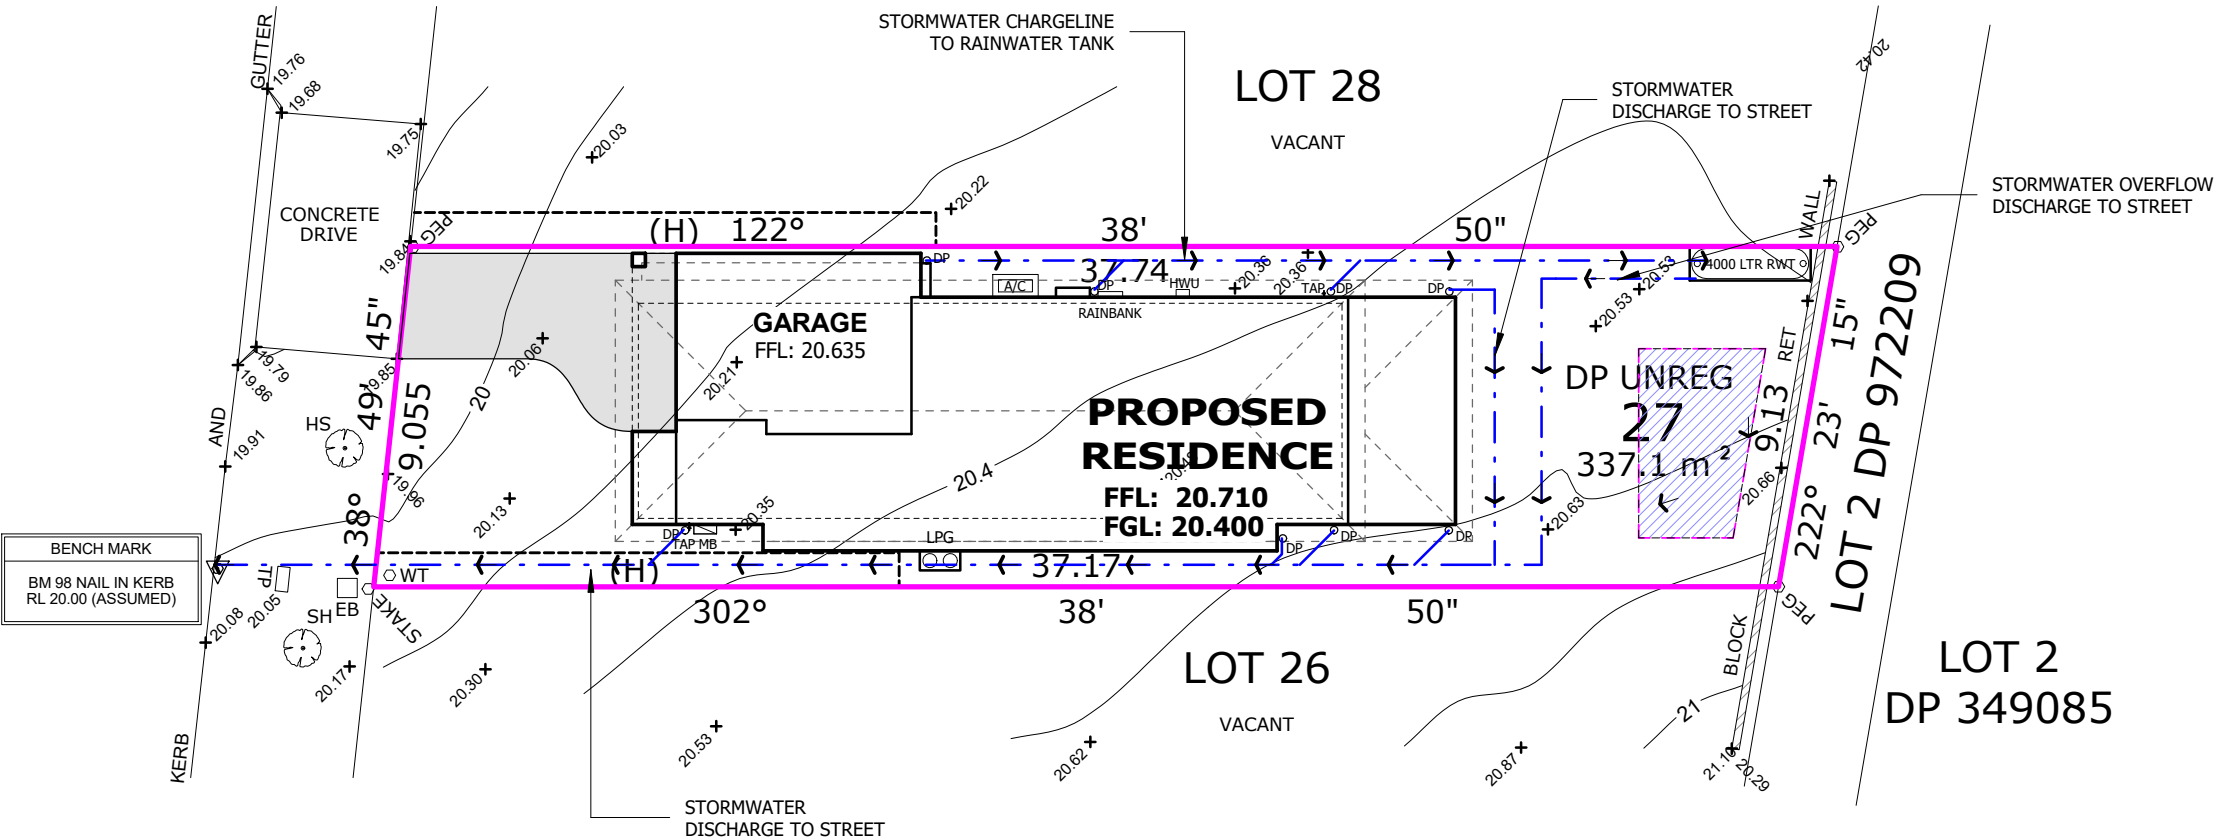 STORMWATER CHARGELINE
TO RAINWATER TANK
LOT 28
VACANT
STORMWATER
DISCHARGE TO STREET
STORMWATER OVERFLOW
DISCHARGE TO STREET
20.42
GUTTER
19.76
19.68
19.75
20.03
20.22
CONCRETE
DRIVE
PEG
19.84
(H) 122° 38' 50"
37.74
WALL
PEG
DP
A/C
DP
HWU
20.36
20.36
TAP
DP
DP
4000 LTR RWT
20.53
20.53
RAINBANK
GARAGE
FFL: 20.635
20.06
20.21
20
45"
49'
9.055
38°
19.85
19.79
19.86
AND
19.91
HS
19.96
20.13
20.35
20.4
PROPOSED
RESIDENCE
20.48
FFL: 20.710
FGL: 20.400
DP UNREG
27
337.1 m²
RET
9.13
15"
23'
222°
LOT 2 DP 972209
20.66
20.63
BENCH MARK
BM 98 NAIL IN KERB
RL 20.00 (ASSUMED)
TP
20.05
20.08
WT
EB
SH
STAKE
DP
TAP MB
LPG
DP
DP
DP
(H)
37.17
302° 38' 50"
PEG
BLOCK
LOT 26
VACANT
LOT 2
DP 349085
KERB
20.17
20.30
20.53
20.62
20.87
21
21.10
20.29
STORMWATER
DISCHARGE TO STREET